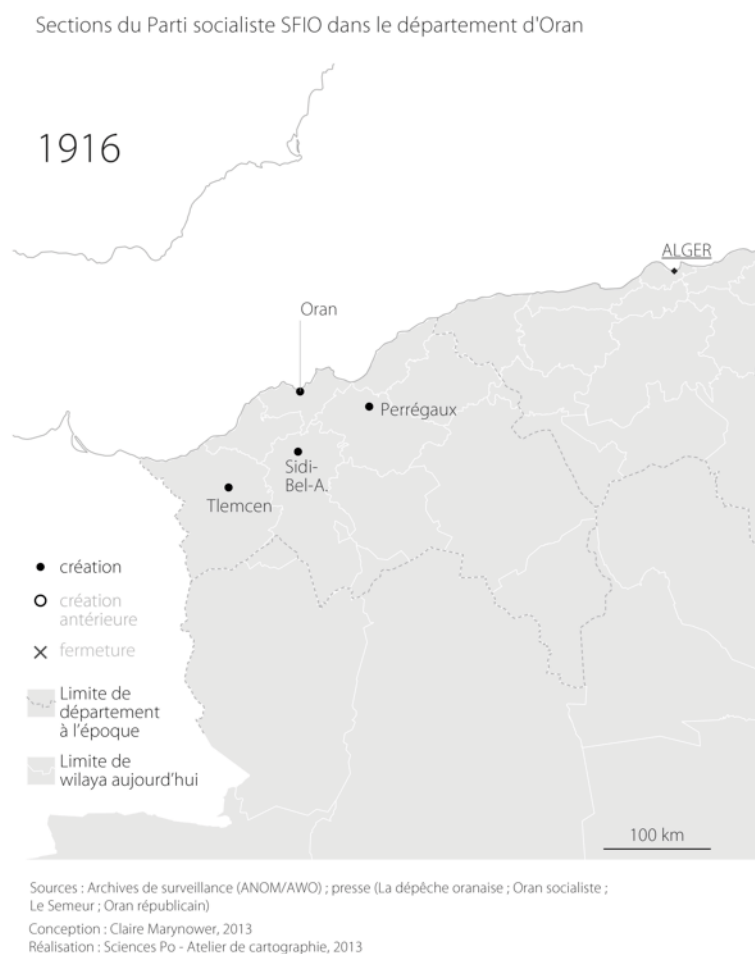 Sections du Parti socialiste SFIO dans le département d'Oran
1916
ALGER
Oran
Perrégaux
Sidi-
Bel-A.
Tlemcen
création
création
antérieure
fermeture
Limite de
département
à l'époque
Limite de
wilaya aujourd'hui
100 km
Sources : Archives de surveillance (ANOM/AWO) ; presse (La dépêche oranaise ; Oran socialiste ;
Le Semeur ; Oran républicain)
Conception : Claire Marynower, 2013
Réalisation : Sciences Po - Atelier de cartographie, 2013